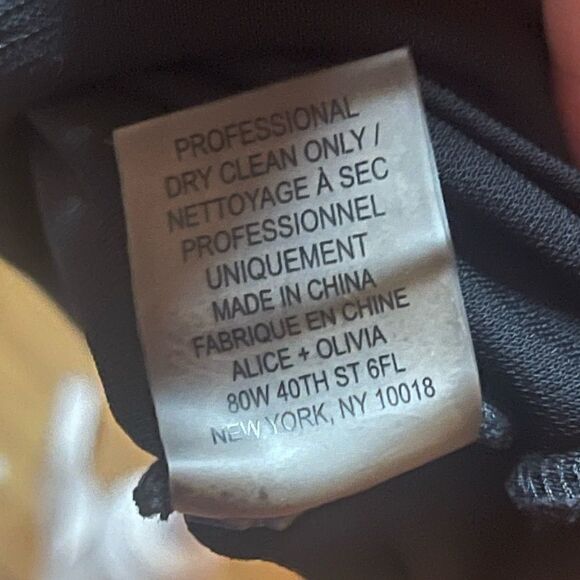 PROFESSIONAL
DRY CLEAN ONLY /
NETTOYAGE À SEC
PROFESSIONNEL
UNIQUEMENT
MADE IN CHINA
FABRIQUE EN CHINE
ALICE + OLIVIA
80W 40TH ST 6FL
NEW YORK, NY 10018